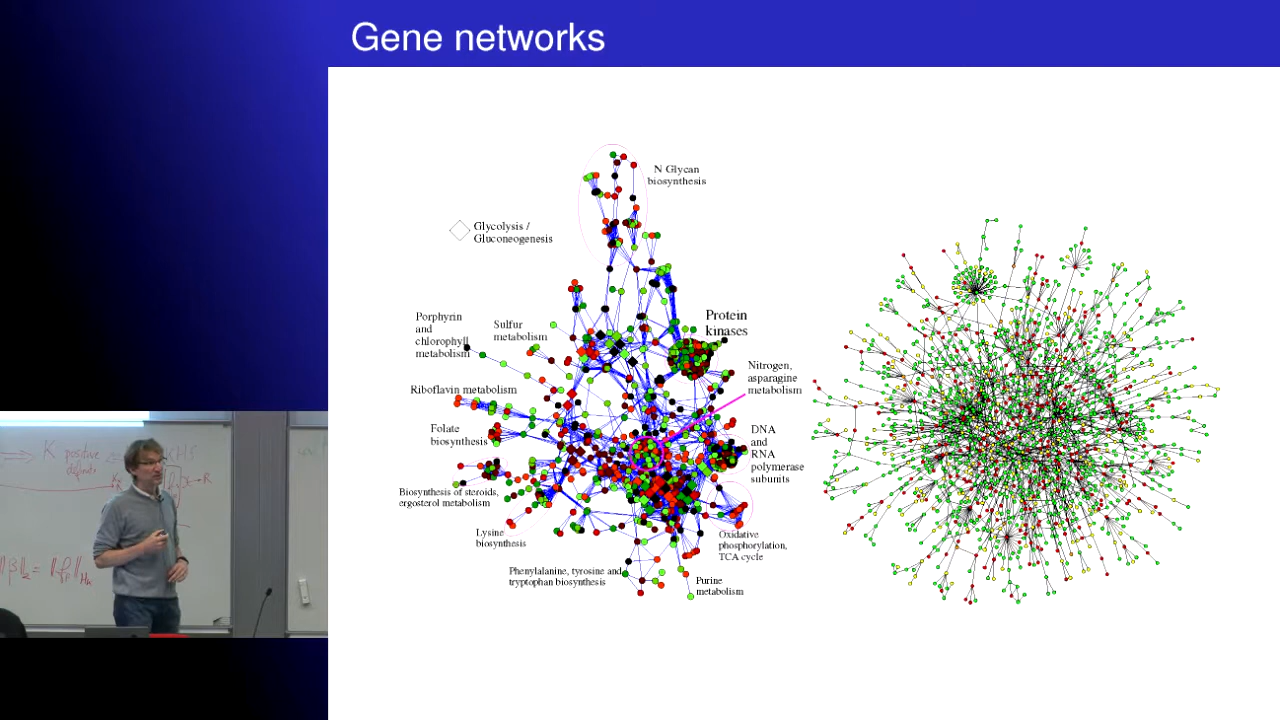 Gene networks
N Glycan
biosynthesis
Glycolysis /
Gluconeogenesis
Porphyrin
and
chlorophyll
metabolism
Sulfur
metabolism
Protein
kinases
Nitrogen,
asparagine
metabolism
Riboflavin metabolism
Folate
biosynthesis
DNA
and
RNA
polymerase
subunits
Biosynthesis of steroids,
ergosterol metabolism
Lysine
biosynthesis
Oxidative
phosphorylation,
TCA cycle
Phenylalanine, tyrosine and
tryptophan biosynthesis
Purine
metabolism
K positive
definite